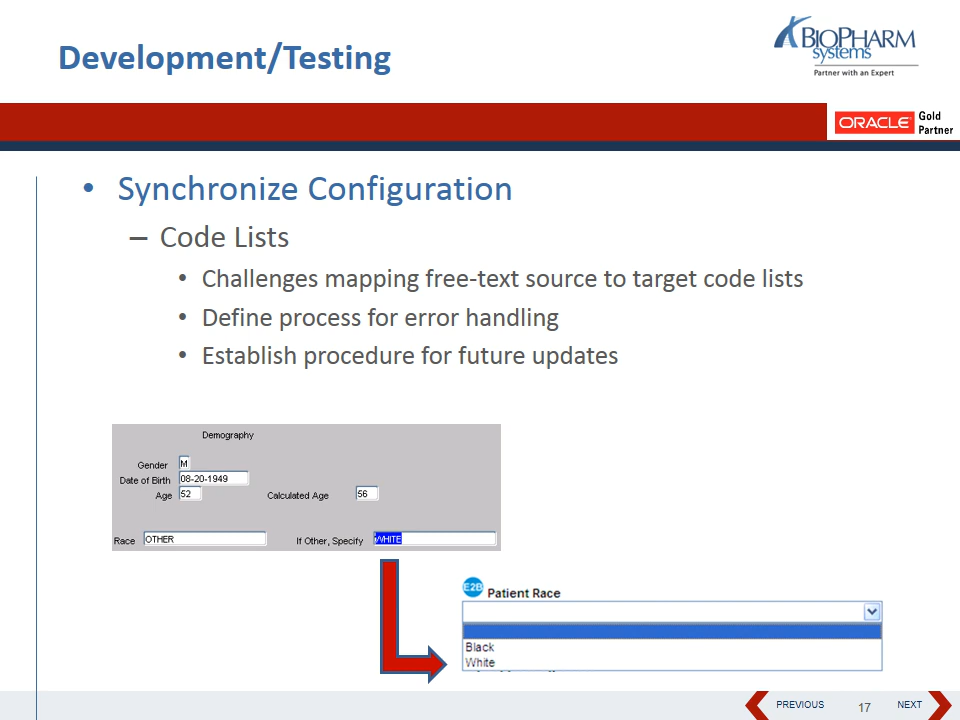 Development/Testing
BIOPHARM
systems
Partner with an Expert
ORACLE Gold
Partner
• Synchronize Configuration
– Code Lists
• Challenges mapping free-text source to target code lists
• Define process for error handling
• Establish procedure for future updates
Demography
Gender M
Date of Birth 08-20-1949
Age 52 Calculated Age 56
Race OTHER If Other, Specify WHITE
E2B Patient Race
Black
White
PREVIOUS 17 NEXT